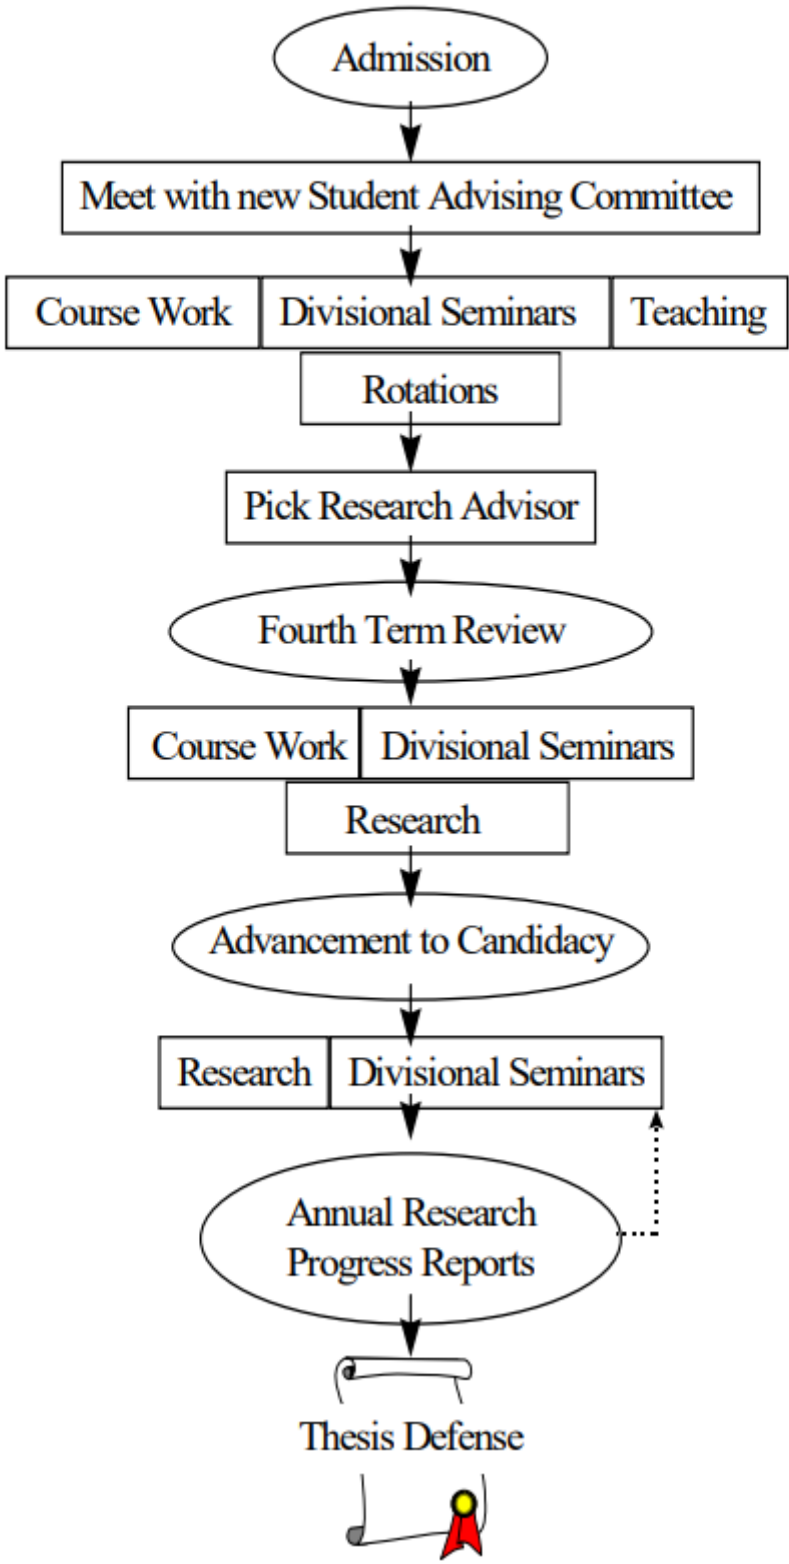 Admission
Meet with new Student Advising Committee
Course Work Divisional Seminars Teaching
Rotations
Pick Research Advisor
Fourth Term Review
Course Work Divisional Seminars
Research
Advancement to Candidacy
Research Divisional Seminars
Annual Research
Progress Reports
Thesis Defense